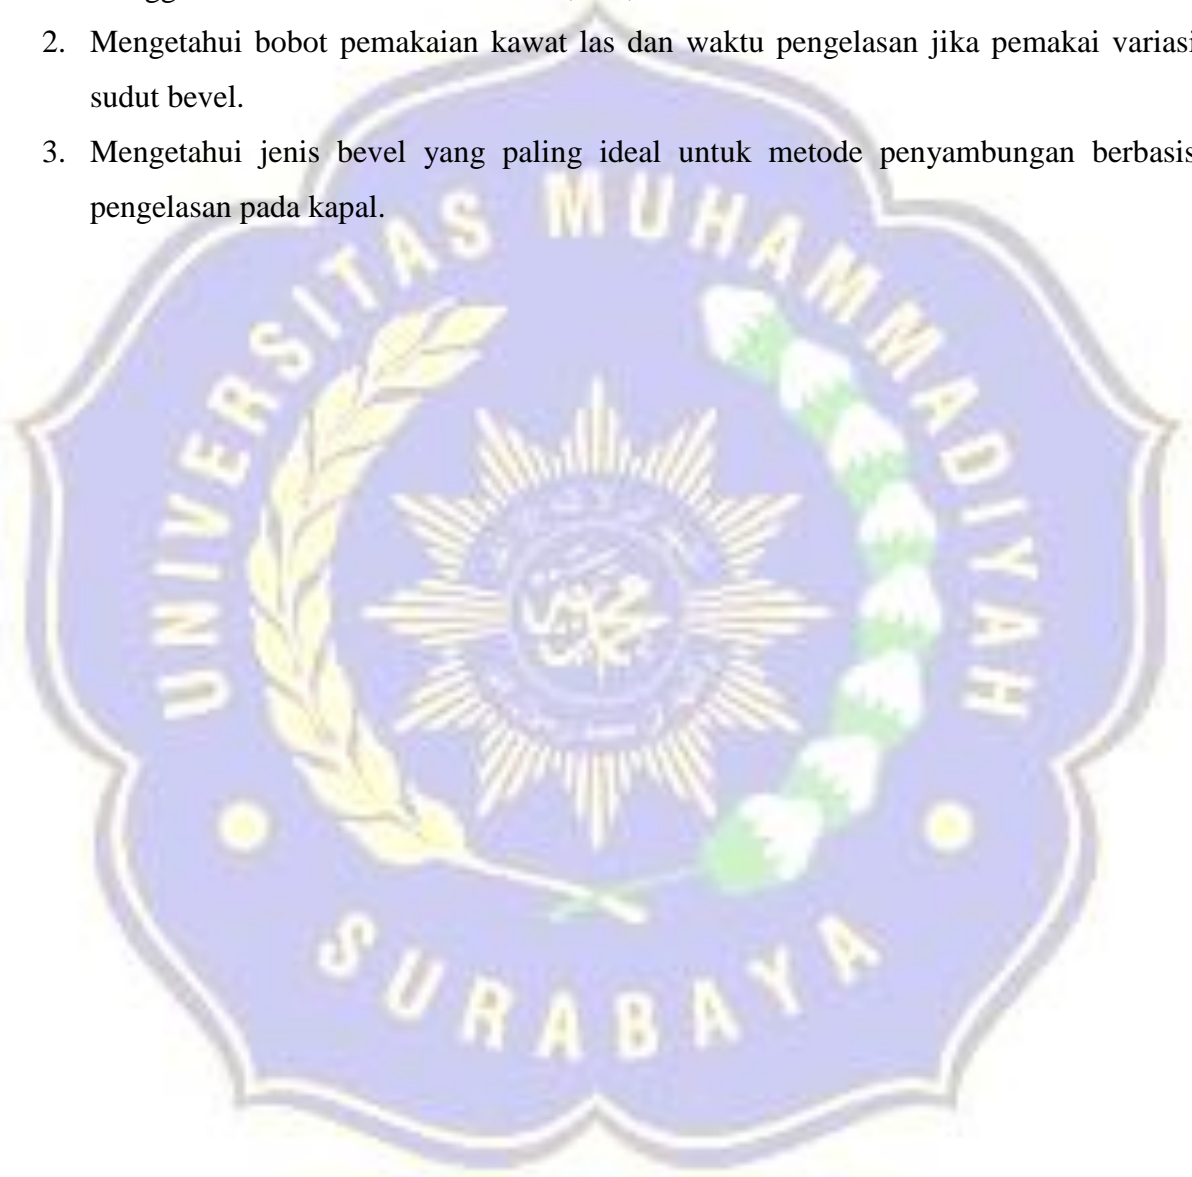 2. Mengetahui bobot pemakaian kawat las dan waktu pengelasan jika pemakai variasi
sudut bevel.
3. Mengetahui jenis bevel yang paling ideal untuk metode penyambungan berbasis
pengelasan pada kapal.
UNIVERSITAS MUHAMMADIYAH
SURABAYA